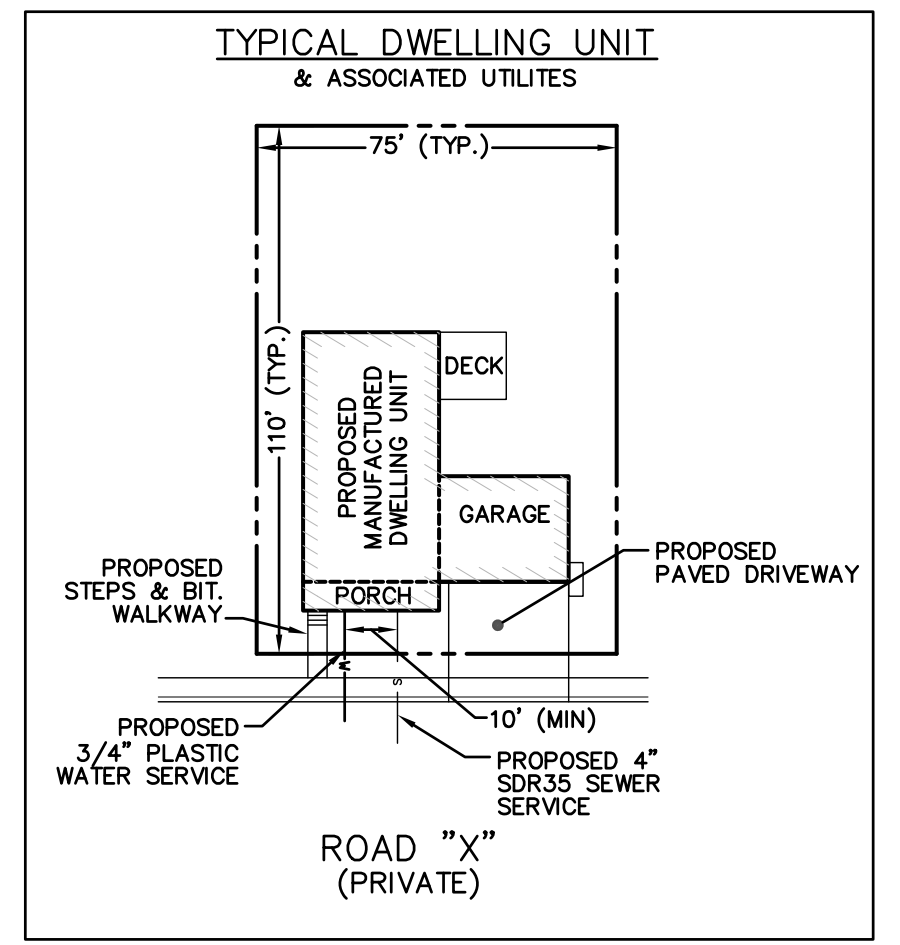 TYPICAL DWELLING UNIT
& ASSOCIATED UTILITES
75' (TYP.)
110' (TYP.)
DECK
PROPOSED
MANUFACTURED
DWELLING UNIT
GARAGE
PROPOSED
PAVED DRIVEWAY
PROPOSED
STEPS & BIT.
WALKWAY
PORCH
W
S
10' (MIN)
PROPOSED
3/4" PLASTIC
WATER SERVICE
PROPOSED 4"
SDR35 SEWER
SERVICE
ROAD "X"
(PRIVATE)